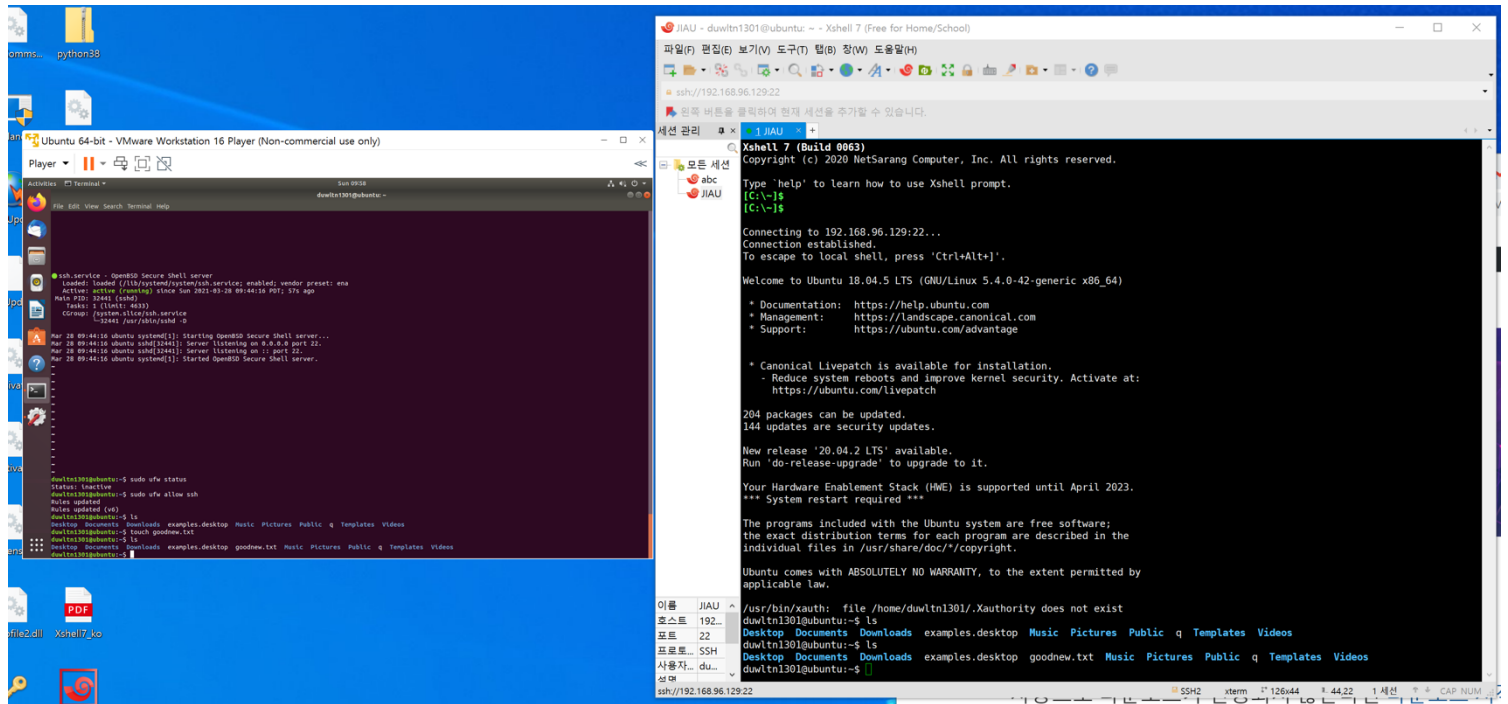 python38
Ubuntu 64-bit - VMware Workstation 16 Player (Non-commercial use only)
Player
Activities Terminal Sun 09:58
duwltn1301@ubuntu: ~
File Edit View Search Terminal Help
ssh.service - OpenBSD Secure Shell server
Loaded: loaded (/lib/systemd/system/ssh.service; enabled; vendor preset: ena
Active: active (running) since Sun 2021-03-28 09:44:16 PDT; 57s ago
Main PID: 32441 (sshd)
Tasks: 1 (limit: 4633)
CGroup: /system.slice/ssh.service
└─32441 /usr/sbin/sshd -D
Mar 28 09:44:16 ubuntu systemd[1]: Starting OpenBSD Secure Shell server...
Mar 28 09:44:16 ubuntu sshd[32441]: Server listening on 0.0.0.0 port 22.
Mar 28 09:44:16 ubuntu sshd[32441]: Server listening on :: port 22.
Mar 28 09:44:16 ubuntu systemd[1]: Started OpenBSD Secure Shell server.
duwltn1301@ubuntu:~$ sudo ufw status
Status: inactive
duwltn1301@ubuntu:~$ sudo ufw allow ssh
Rules updated
Rules updated (v6)
duwltn1301@ubuntu:~$ ls
Desktop Documents Downloads examples.desktop Music Pictures Public q Templates Videos
duwltn1301@ubuntu:~$ touch goodnew.txt
duwltn1301@ubuntu:~$ ls
Desktop Documents Downloads examples.desktop goodnew.txt Music Pictures Public q Templates Videos
duwltn1301@ubuntu:~$
PDF
Xshell7_ko
JIAU - duwltn1301@ubuntu: ~ - Xshell 7 (Free for Home/School)
파일(F) 편집(E) 보기(V) 도구(T) 탭(B) 창(W) 도움말(H)
ssh://192.168.96.129:22
왼쪽 버튼을 클릭하여 현재 세션을 추가할 수 있습니다.
세션 관리
1 JIAU
모든 세션
abc
JIAU
Xshell 7 (Build 0063)
Copyright (c) 2020 NetSarang Computer, Inc. All rights reserved.
Type `help' to learn how to use Xshell prompt.
[C:\~]$
[C:\~]$
Connecting to 192.168.96.129:22...
Connection established.
To escape to local shell, press 'Ctrl+Alt+]'.
Welcome to Ubuntu 18.04.5 LTS (GNU/Linux 5.4.0-42-generic x86_64)
* Documentation: https://help.ubuntu.com
* Management: https://landscape.canonical.com
* Support: https://ubuntu.com/advantage
* Canonical Livepatch is available for installation.
- Reduce system reboots and improve kernel security. Activate at:
https://ubuntu.com/livepatch
204 packages can be updated.
144 updates are security updates.
New release '20.04.2 LTS' available.
Run 'do-release-upgrade' to upgrade to it.
Your Hardware Enablement Stack (HWE) is supported until April 2023.
*** System restart required ***
The programs included with the Ubuntu system are free software;
the exact distribution terms for each program are described in the
individual files in /usr/share/doc/*/copyright.
Ubuntu comes with ABSOLUTELY NO WARRANTY, to the extent permitted by
applicable law.
/usr/bin/xauth: file /home/duwltn1301/.Xauthority does not exist
duwltn1301@ubuntu:~$ ls
Desktop Documents Downloads examples.desktop Music Pictures Public q Templates Videos
duwltn1301@ubuntu:~$ ls
Desktop Documents Downloads examples.desktop goodnew.txt Music Pictures Public q Templates Videos
duwltn1301@ubuntu:~$
이름 JIAU
호스트 192...
포트 22
프로토... SSH
사용자... du...
ssh://192.168.96.129:22
SSH2 xterm 126x44 44,22 1 세션 CAP NUM